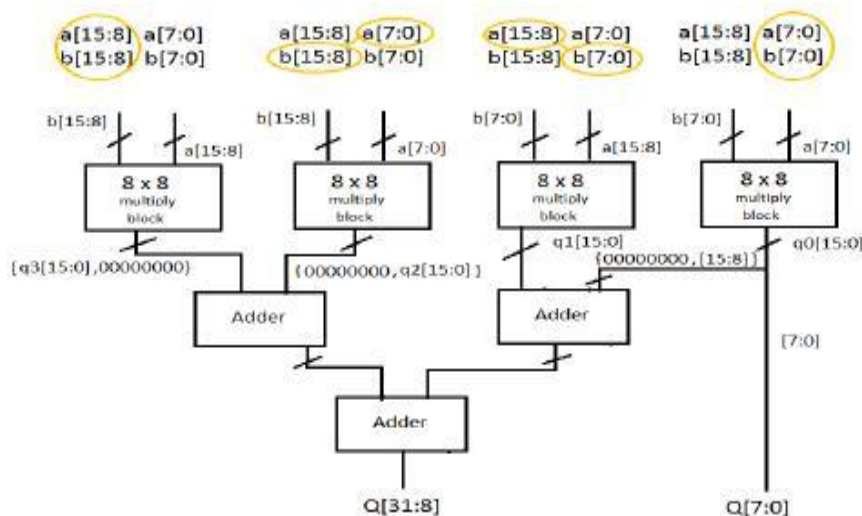 a[15:8] a[7:0] a[15:8] a[7:0] a[15:8] a[7:0] a[15:8] a[7:0]
b[15:8] b[7:0] b[15:8] b[7:0] b[15:8] b[7:0] b[15:8] b[7:0]
b[15:8] b[15:8] b[7:0] b[7:0]
a[15:8] a[7:0] a[15:8] a[7:0]
8 x 8 8 x 8 8 x 8 8 x 8
multiply multiply multiply multiply
block block block block
q1[15:0] q0[15:0]
{q3[15:0],00000000} {00000000,q2[15:0]} {00000000,[15:8]}
Adder Adder
[7:0]
Adder
Q[31:8] Q[7:0]